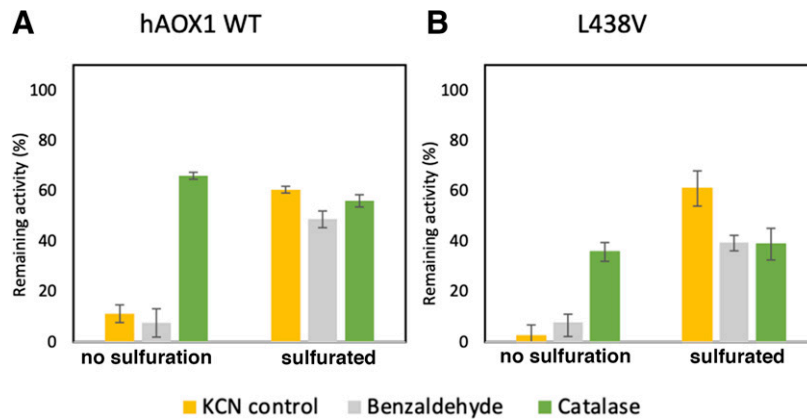 A
hAOX1 WT
Remaining activity (%)
100
80
60
40
20
0
no sulfuration
sulfurated
B
L438V
Remaining activity (%)
100
80
60
40
20
0
no sulfuration
sulfurated
KCN control
Benzaldehyde
Catalase